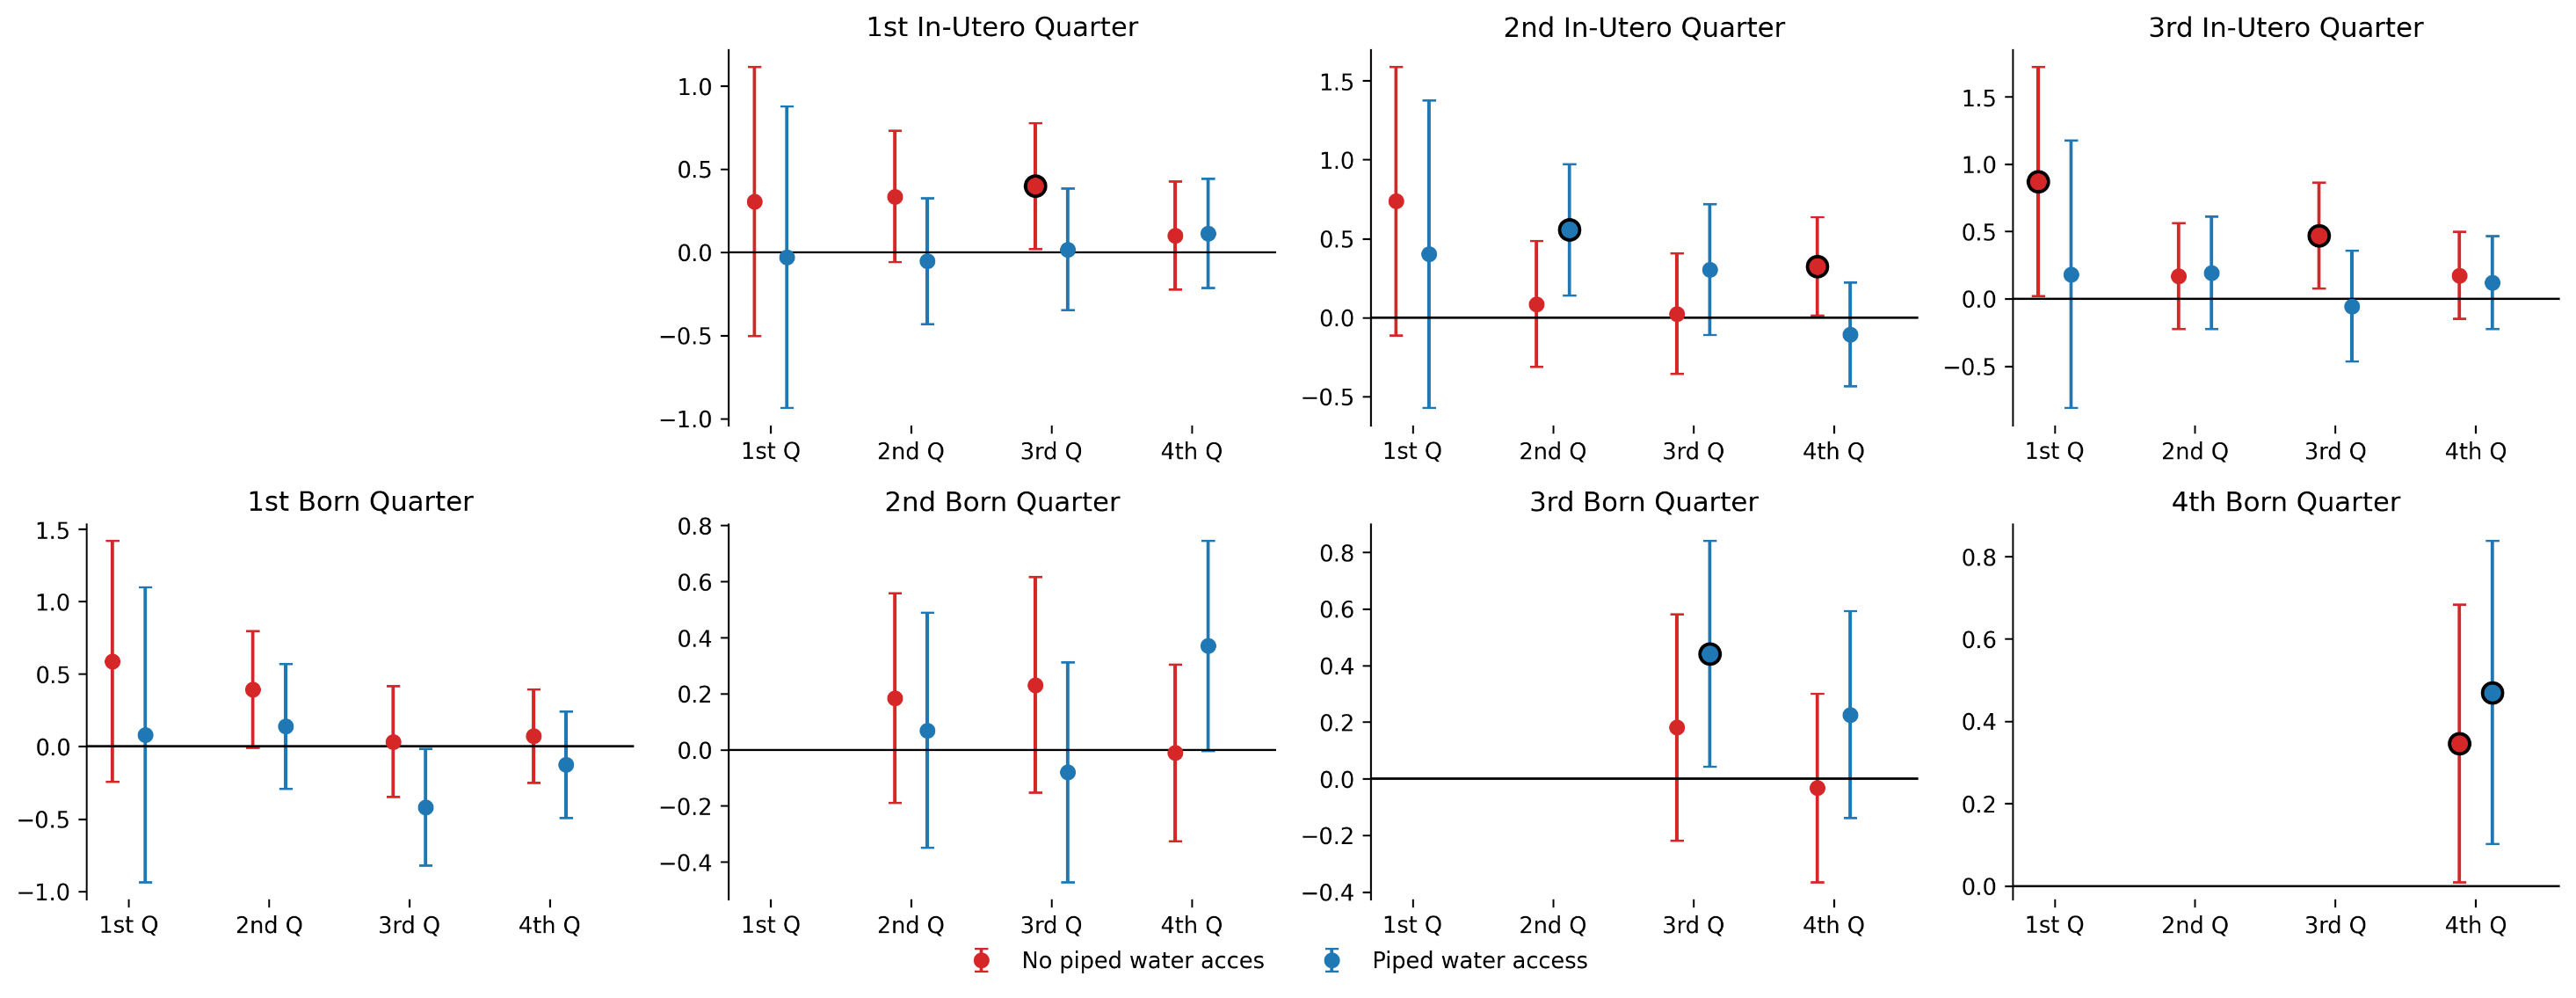 1st In-Utero Quarter
1.0
0.5
0.0
−0.5
−1.0
1st Q 2nd Q 3rd Q 4th Q
2nd In-Utero Quarter
1.5
1.0
0.5
0.0
−0.5
1st Q 2nd Q 3rd Q 4th Q
3rd In-Utero Quarter
1.5
1.0
0.5
0.0
−0.5
1st Q 2nd Q 3rd Q 4th Q
1st Born Quarter
1.5
1.0
0.5
0.0
−0.5
−1.0
1st Q 2nd Q 3rd Q 4th Q
2nd Born Quarter
0.8
0.6
0.4
0.2
0.0
−0.2
−0.4
1st Q 2nd Q 3rd Q 4th Q
3rd Born Quarter
0.8
0.6
0.4
0.2
0.0
−0.2
−0.4
1st Q 2nd Q 3rd Q 4th Q
4th Born Quarter
0.8
0.6
0.4
0.2
0.0
1st Q 2nd Q 3rd Q 4th Q
No piped water acces Piped water access